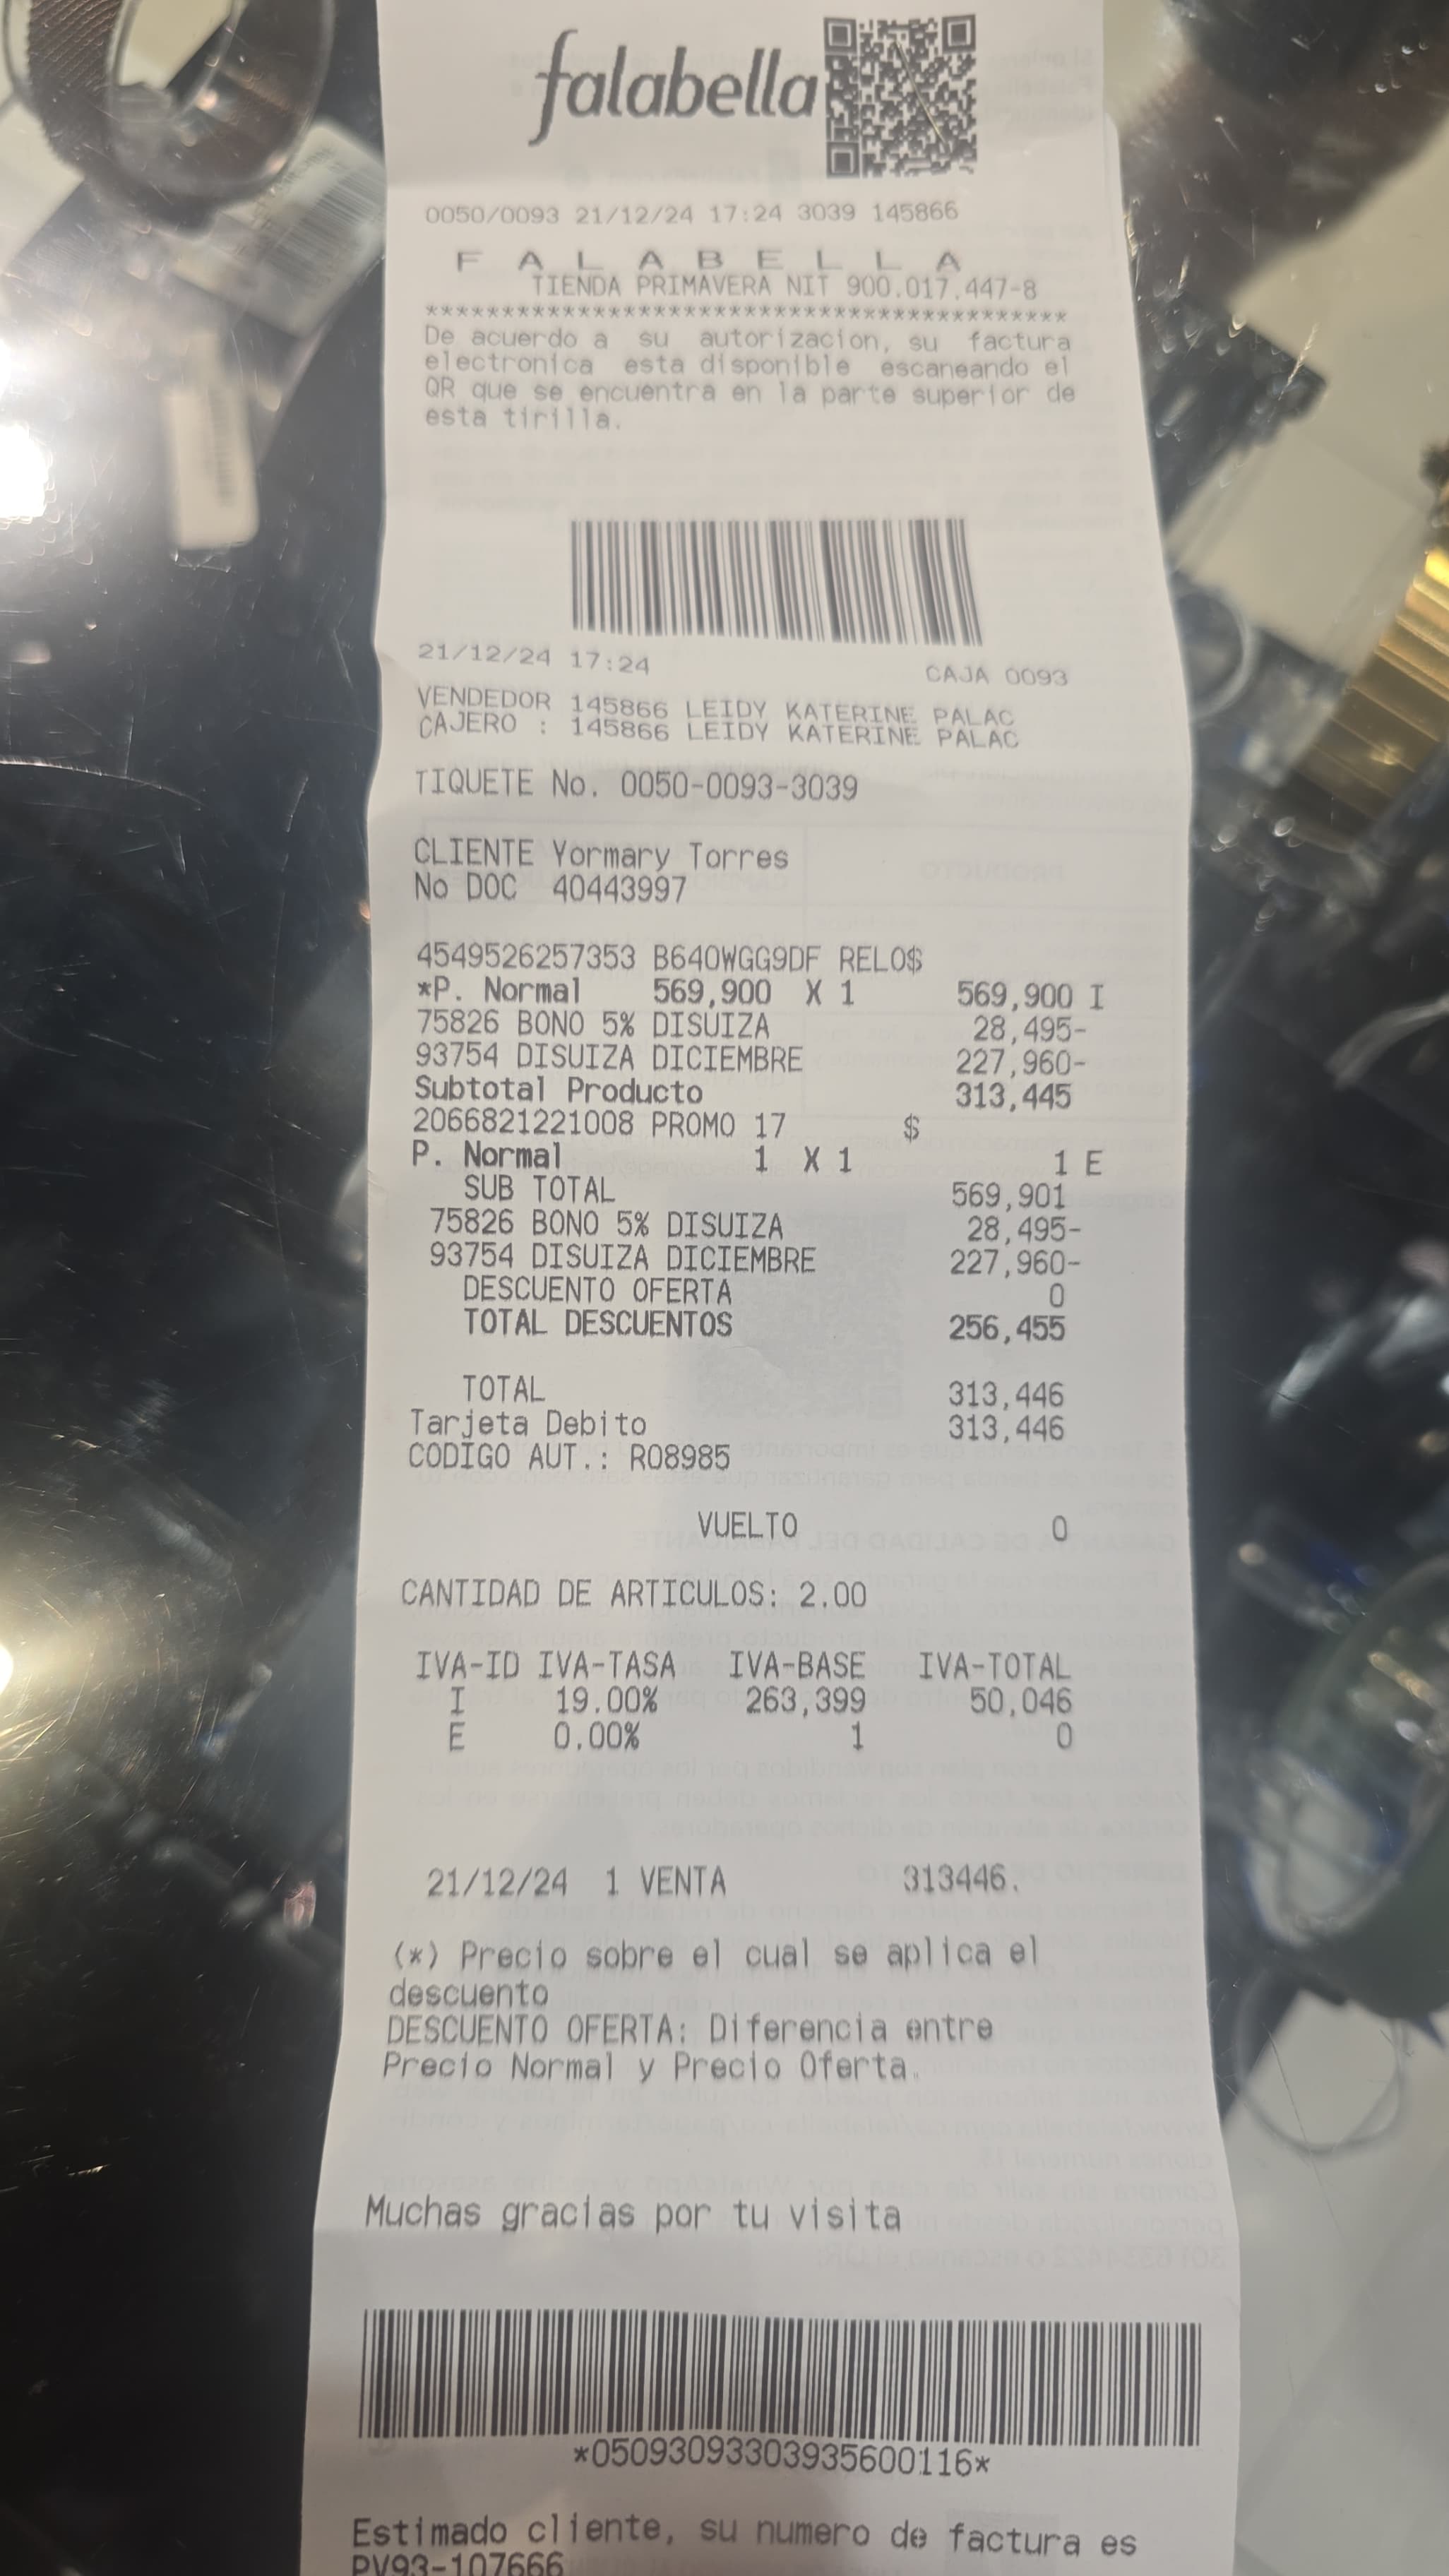 falabella
0050/0093 21/12/24 17:24 3039 145866
F A L A B E L L A
TIENDA PRIMAVERA NIT 900.017.447-8
******************************************
De acuerdo a su autorizacion, su factura
electronica esta disponible escaneando el
QR que se encuentra en la parte superior de
esta tirilla.
21/12/24 17:24 CAJA 0093
VENDEDOR 145866 LEIDY KATERINE PALAC
CAJERO : 145866 LEIDY KATERINE PALAC
TIQUETE No. 0050-0093-3039
CLIENTE Yormary Torres
No DOC 40443997
4549526257353 B640WGG9DF RELO$
*P. Normal 569,900 X 1 569,900 I
75826 BONO 5% DISUIZA 28,495-
93754 DISUIZA DICIEMBRE 227,960-
Subtotal Producto 313,445
2066821221008 PROMO 17 $
P. Normal 1 X 1 1 E
SUB TOTAL 569,901
75826 BONO 5% DISUIZA 28,495-
93754 DISUIZA DICIEMBRE 227,960-
DESCUENTO OFERTA 0
TOTAL DESCUENTOS 256,455
TOTAL 313,446
Tarjeta Debito 313,446
CODIGO AUT.: R08985
VUELTO 0
CANTIDAD DE ARTICULOS: 2.00
IVA-ID IVA-TASA IVA-BASE IVA-TOTAL
I 19.00% 263,399 50,046
E 0.00% 1 0
21/12/24 1 VENTA 313446.
(*) Precio sobre el cual se aplica el
descuento
DESCUENTO OFERTA: Diferencia entre
Precio Normal y Precio Oferta.
Muchas gracias por tu visita
*05093093303935600116*
Estimado cliente, su numero de factura es
PV93-107666